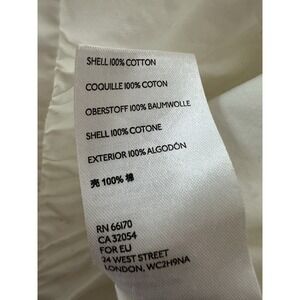 SHELL 100% COTTON
COQUILLE 100% COTON
OBERSTOFF 100% BAUMWOLLE
SHELL 100% COTONE
EXTERIOR 100% ALGODÓN
売 100% 棉
RN 66170
CA 32054
FOR EU
24 WEST STREET
LONDON, WC2H9NA